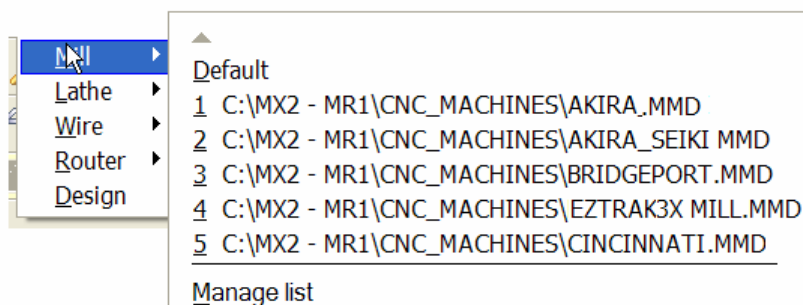 Mill
Lathe
Wire
Router
Design
Default
1 C:\MX2 - MR1\CNC_MACHINES\AKIRA_.MMD
2 C:\MX2 - MR1\CNC_MACHINES\AKIRA_SEIKI MMD
3 C:\MX2 - MR1\CNC_MACHINES\BRIDGEPORT.MMD
4 C:\MX2 - MR1\CNC_MACHINES\EZTRAK3X MILL.MMD
5 C:\MX2 - MR1\CNC_MACHINES\CINCINNATI.MMD
Manage list